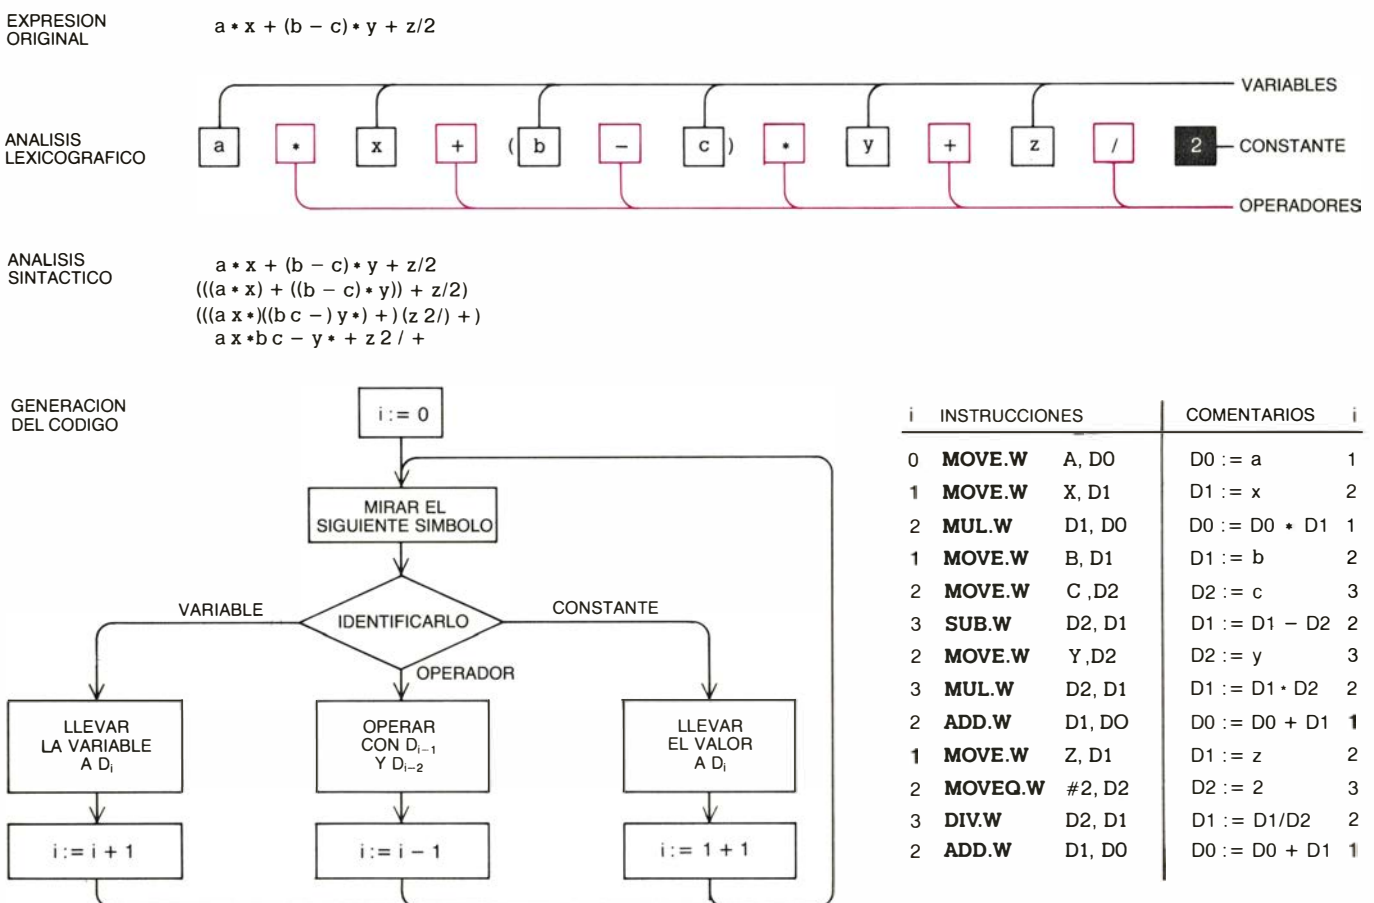 EXPRESION
ORIGINAL
a * x + (b − c) * y + z/2
VARIABLES
ANALISIS
LEXICOGRAFICO
a * x + ( b − c ) * y + z / 2 CONSTANTE
OPERADORES
ANALISIS
SINTACTICO
a * x + (b − c) * y + z/2
(((a * x) + ((b − c) * y)) + z/2)
(((a x *)((b c −) y *) + ) (z 2/) + )
a x *b c − y * + z 2 / +
GENERACION
DEL CODIGO
i := 0
MIRAR EL
SIGUIENTE SIMBOLO
IDENTIFICARLO
VARIABLE
CONSTANTE
OPERADOR
LLEVAR
LA VARIABLE
A Di
OPERAR
CON Di−1
Y Di−2
LLEVAR
EL VALOR
A Di
i := i + 1
i := i − 1
i := 1 + 1
i INSTRUCCIONES COMENTARIOS i
0 MOVE.W A, DO D0 := a 1
1 MOVE.W X, D1 D1 := x 2
2 MUL.W D1, DO D0 := D0 * D1 1
1 MOVE.W B, D1 D1 := b 2
2 MOVE.W C ,D2 D2 := c 3
3 SUB.W D2, D1 D1 := D1 − D2 2
2 MOVE.W Y ,D2 D2 := y 3
3 MUL.W D2, D1 D1 := D1 * D2 2
2 ADD.W D1, DO D0 := D0 + D1 1
1 MOVE.W Z, D1 D1 := z 2
2 MOVEQ.W #2, D2 D2 := 2 3
3 DIV.W D2, D1 D1 := D1/D2 2
2 ADD.W D1, DO D0 := D0 + D1 1